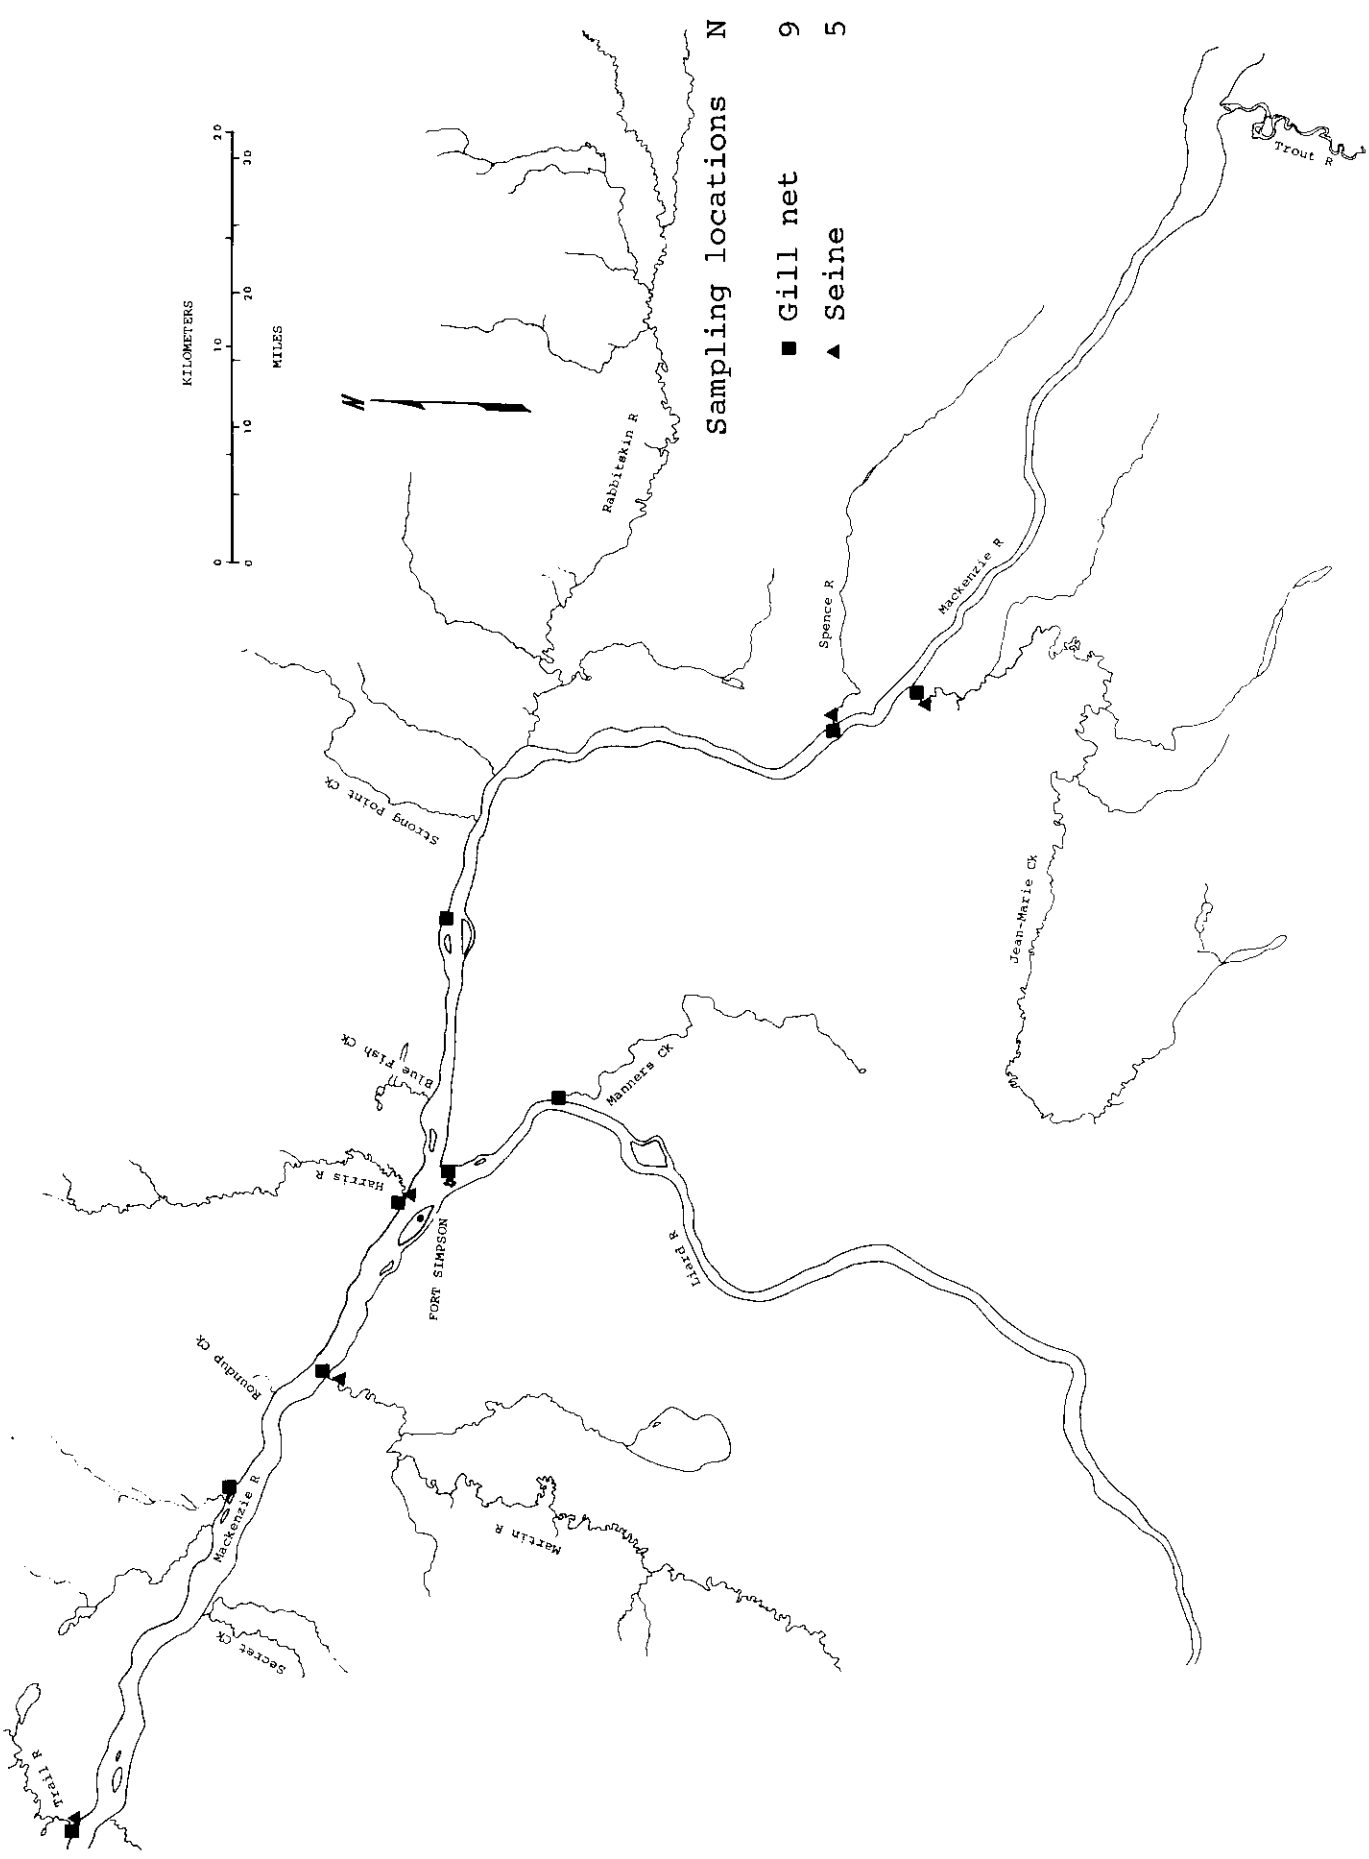 KILOMETERS
0 10 20 30
0 10 20
MILES
N
Sampling locations N
■ Gill net 9
▲ Seine 5
Trail R
Secret Ck
Mackenzie R
Roundup Ck
Martin R
Harris R
FORT SIMPSON
Blue Fish Ck
Liard R
Manners Ck
Strong Point Ck
Rabbitskin R
Spence R
Mackenzie R
Jean-Marie Ck
Trout R